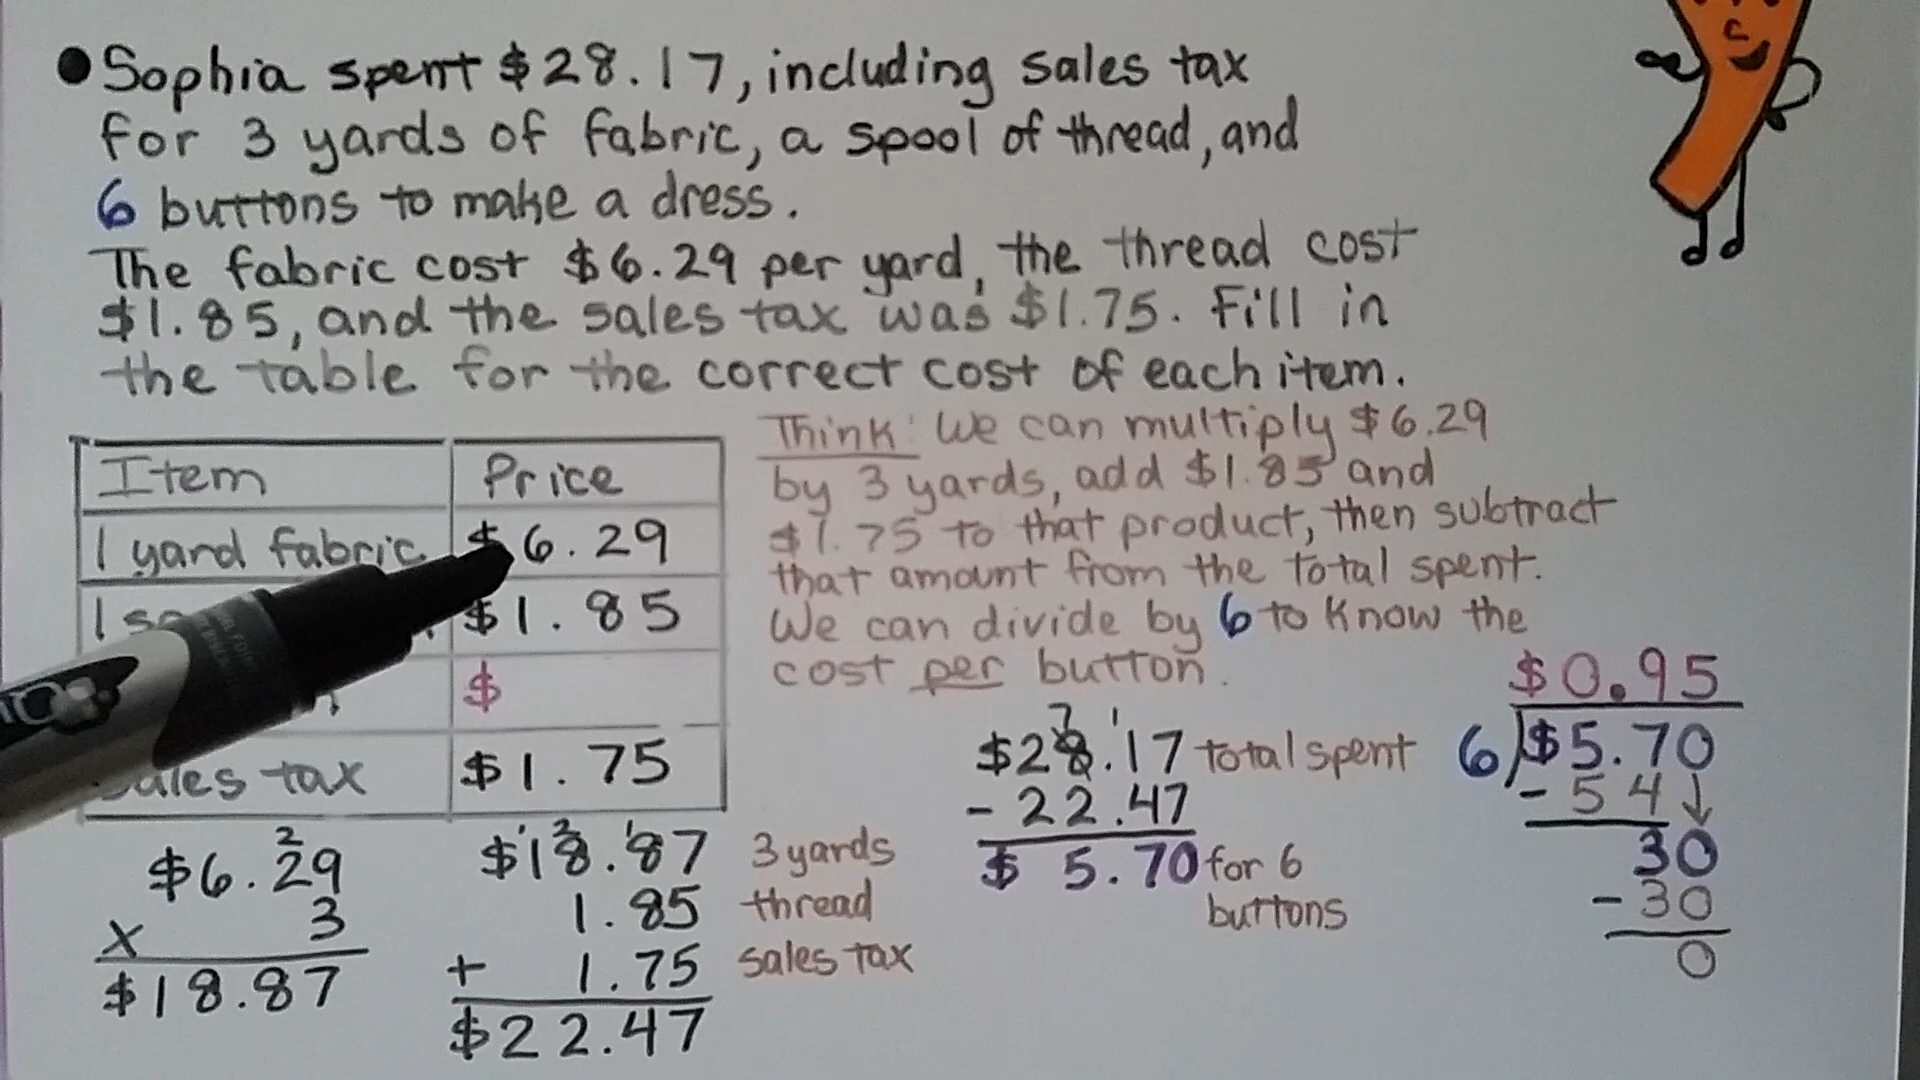 • Sophia spent $28.17, including sales tax
for 3 yards of fabric, a spool of thread, and
6 buttons to make a dress.
The fabric cost $6.29 per yard, the thread cost
$1.85, and the sales tax was $1.75. Fill in
the table for the correct cost of each item.
Think: We can multiply $6.29
by 3 yards, add $1.85 and
$1.75 to that product, then subtract
that amount from the total spent.
We can divide by 6 to know the
cost per button.
Item Price
1 yard fabric $6.29
1 $1.85
$
sales tax $1.75
$6.29
x 3
$18.87
$18.87 3 yards
1.85 thread
+ 1.75 sales tax
$22.47
$28.17 total spent
- 22.47
$ 5.70 for 6
buttons
$0.95
6)$5.70
- 54↓
30
- 30
0